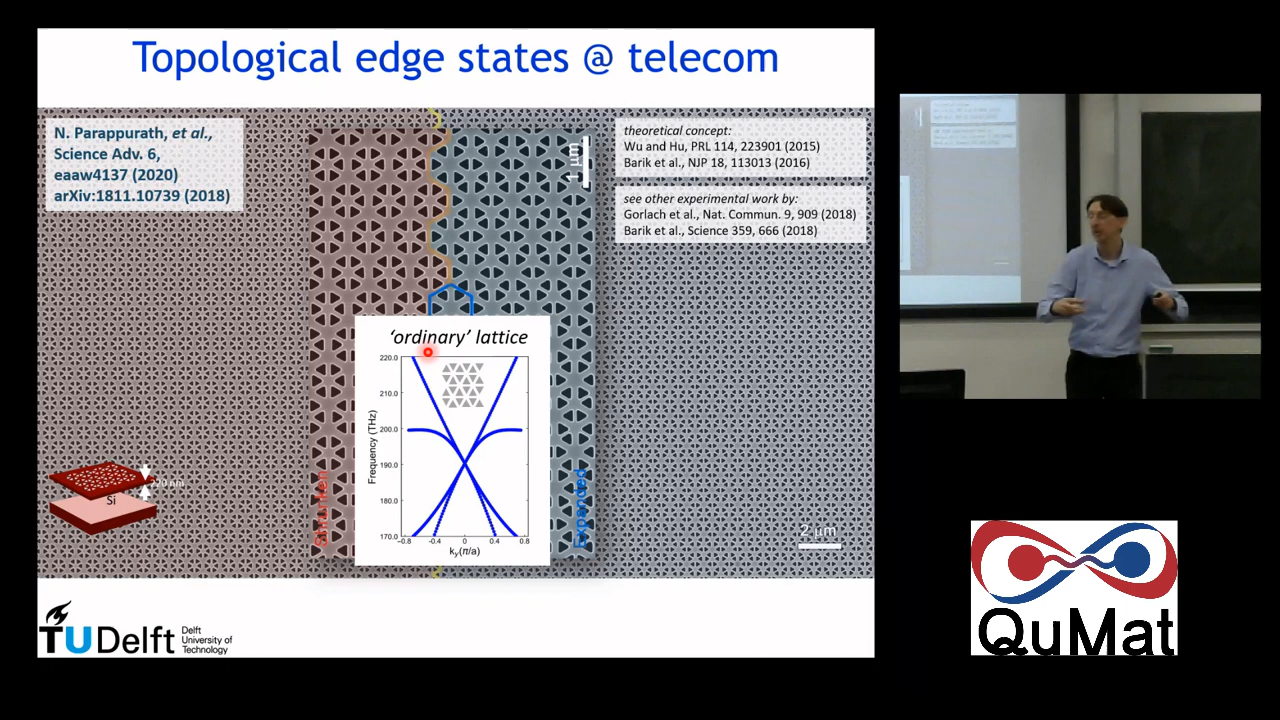 Topological edge states @ telecom
N. Parappurath, et al.,
Science Adv. 6,
eaaw4137 (2020)
arXiv:1811.10739 (2018)
1 μm
theoretical concept:
Wu and Hu, PRL 114, 223901 (2015)
Barik et al., NJP 18, 113013 (2016)
see other experimental work by:
Gorlach et al., Nat. Commun. 9, 909 (2018)
Barik et al., Science 359, 666 (2018)
'ordinary' lattice
Frequency (THz)
220.0
210.0
200.0
190.0
180.0
170.0
-0.8 -0.4 0 0.4 0.8
ky(π/a)
Shrunken
Expanded
Si
2 μm
TUDelft
Delft
University of
Technology
QuMat